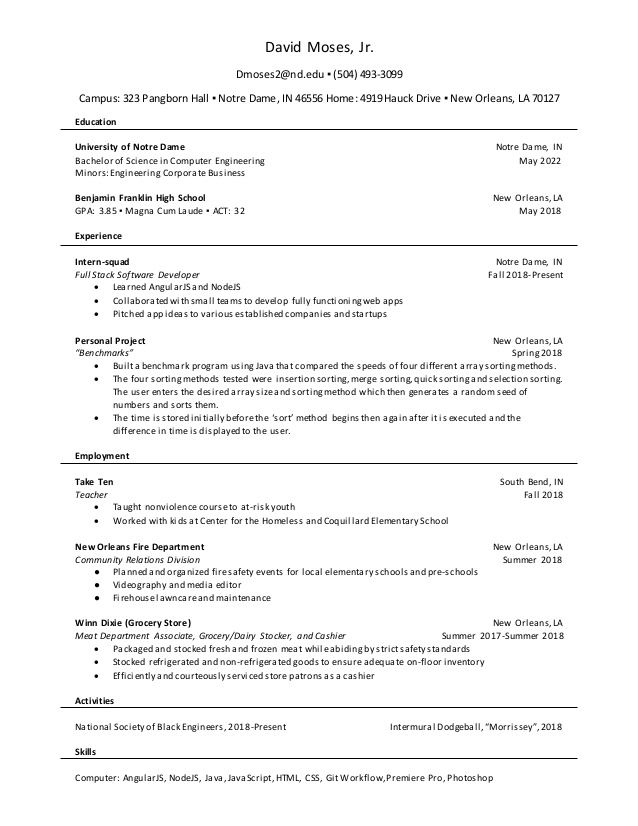 David Moses, Jr.
Dmoses2@nd.edu ▪ (504) 493-3099
Campus: 323 Pangborn Hall ▪ Notre Dame, IN 46556 Home: 4919 Hauck Drive ▪ New Orleans, LA 70127
Education
University of Notre Dame Notre Dame, IN
Bachelor of Science in Computer Engineering May 2022
Minors: Engineering Corporate Business
Benjamin Franklin High School New Orleans, LA
GPA: 3.85 ▪ Magna Cum Laude ▪ ACT: 32 May 2018
Experience
Intern-squad Notre Dame, IN
Full Stack Software Developer Fall 2018-Present
• Learned AngularJS and NodeJS
• Collaborated with small teams to develop fully functioning web apps
• Pitched app ideas to various established companies and startups
Personal Project New Orleans, LA
"Benchmarks" Spring 2018
• Built a benchmark program using Java that compared the speeds of four different array sorting methods.
• The four sorting methods tested were insertion sorting, merge sorting, quick sorting and selection sorting.
The user enters the desired array size and sorting method which then generates a random seed of
numbers and sorts them.
• The time is stored initially before the 'sort' method begins then again after it is executed and the
difference in time is displayed to the user.
Employment
Take Ten South Bend, IN
Teacher Fall 2018
• Taught nonviolence course to at-risk youth
• Worked with kids at Center for the Homeless and Coquillard Elementary School
New Orleans Fire Department New Orleans, LA
Community Relations Division Summer 2018
• Planned and organized fire safety events for local elementary schools and pre-schools
• Videography and media editor
• Firehouse lawn care and maintenance
Winn Dixie (Grocery Store) New Orleans, LA
Meat Department Associate, Grocery/Dairy Stocker, and Cashier Summer 2017-Summer 2018
• Packaged and stocked fresh and frozen meat while abiding by strict safety standards
• Stocked refrigerated and non-refrigerated goods to ensure adequate on-floor inventory
• Efficiently and courteously serviced store patrons as a cashier
Activities
National Society of Black Engineers, 2018-Present Intermural Dodgeball, "Morrissey", 2018
Skills
Computer: AngularJS, NodeJS, Java, JavaScript, HTML, CSS, Git Workflow, Premiere Pro, Photoshop